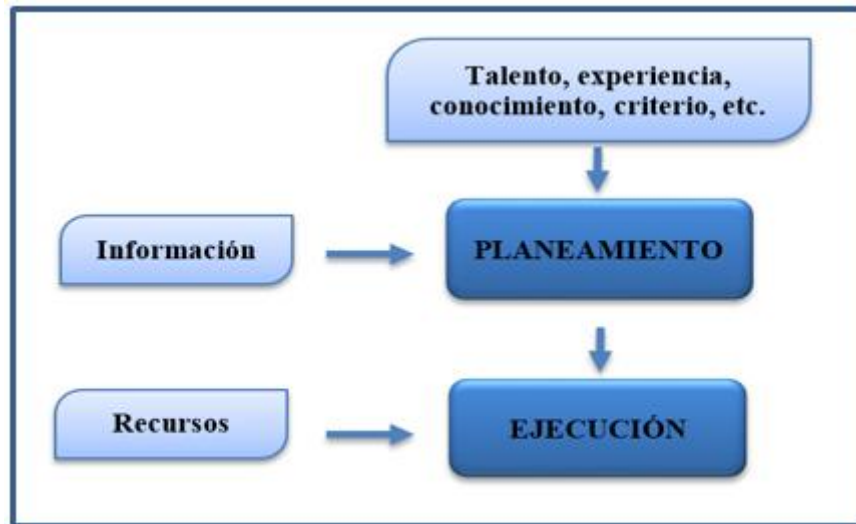 Talento, experiencia,
conocimiento, criterio, etc.
Información
PLANEAMIENTO
Recursos
EJECUCIÓN